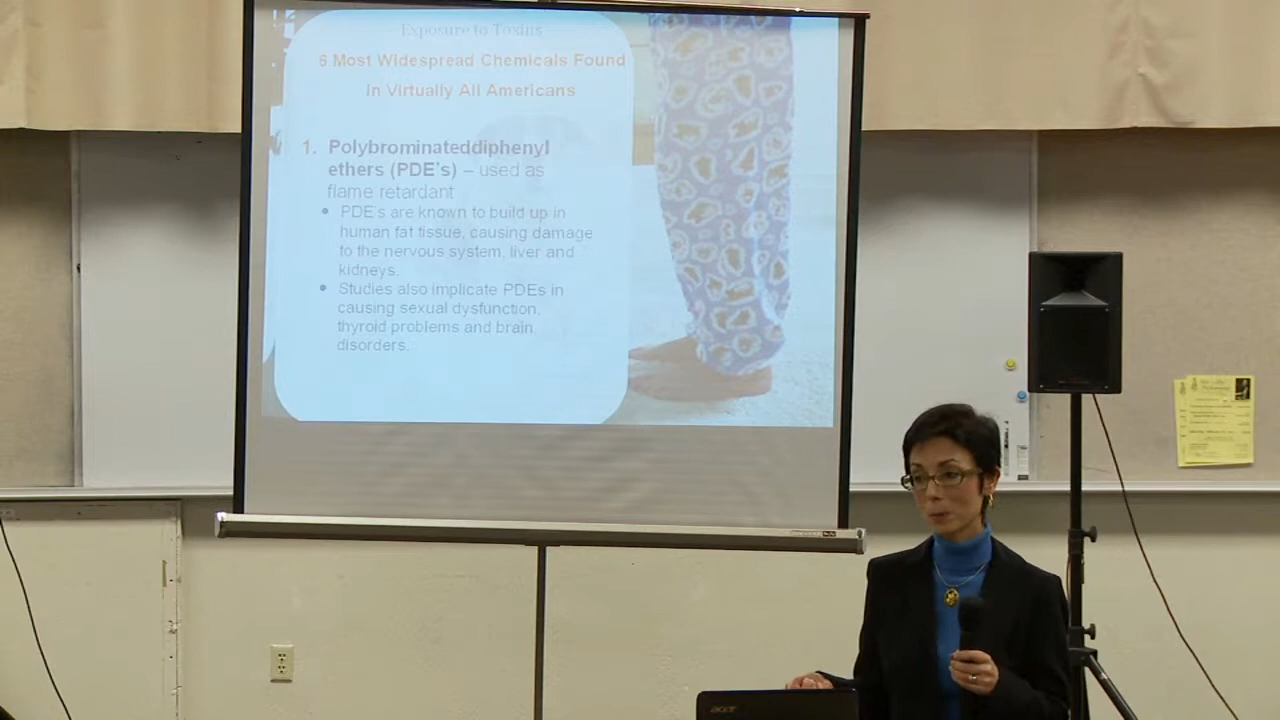 Exposure to Toxins
6 Most Widespread Chemicals Found
In Virtually All Americans
1. Polybrominateddiphenyl
ethers (PDE's) – used as
flame retardant
• PDE's are known to build up in
human fat tissue, causing damage
to the nervous system, liver and
kidneys.
• Studies also implicate PDEs in
causing sexual dysfunction,
thyroid problems and brain
disorders.
acer